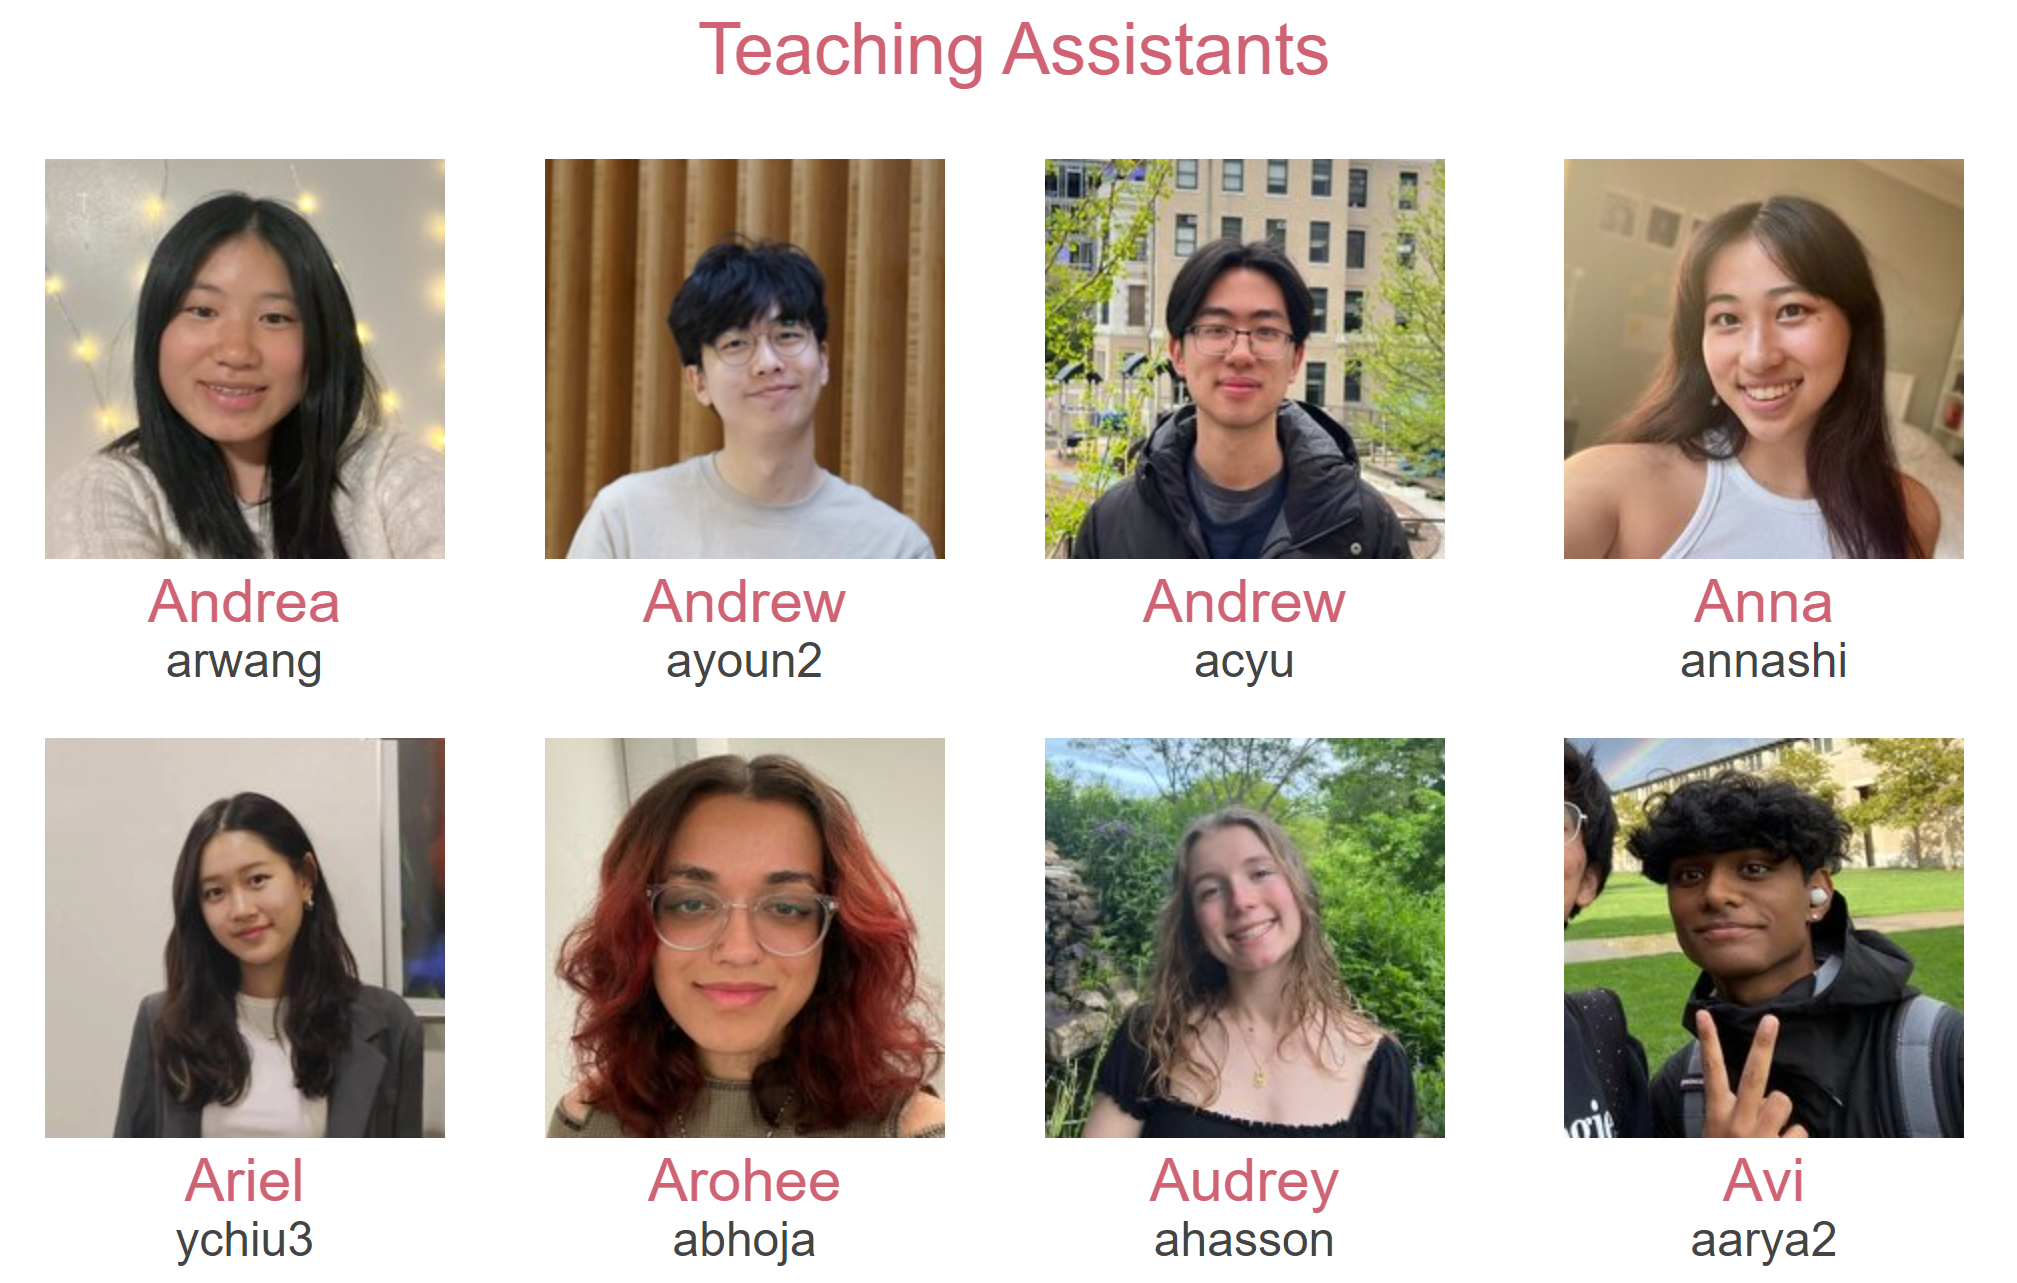 Teaching Assistants
Andrea
arwang
Andrew
ayoun2
Andrew
acyu
Anna
annashi
Ariel
ychiu3
Arohee
abhoja
Audrey
ahasson
Avi
aarya2